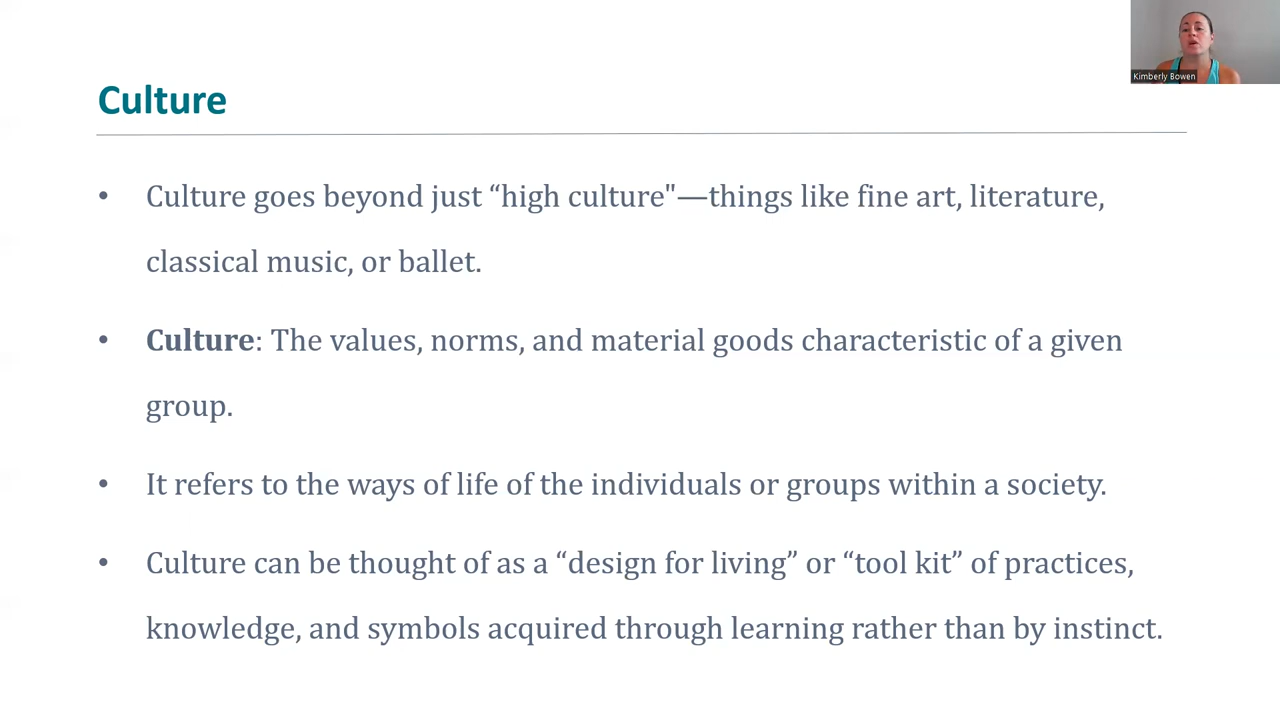 Kimberly Bowen
Culture
• Culture goes beyond just “high culture"—things like fine art, literature,
classical music, or ballet.
• Culture: The values, norms, and material goods characteristic of a given
group.
• It refers to the ways of life of the individuals or groups within a society.
• Culture can be thought of as a “design for living” or “tool kit” of practices,
knowledge, and symbols acquired through learning rather than by instinct.